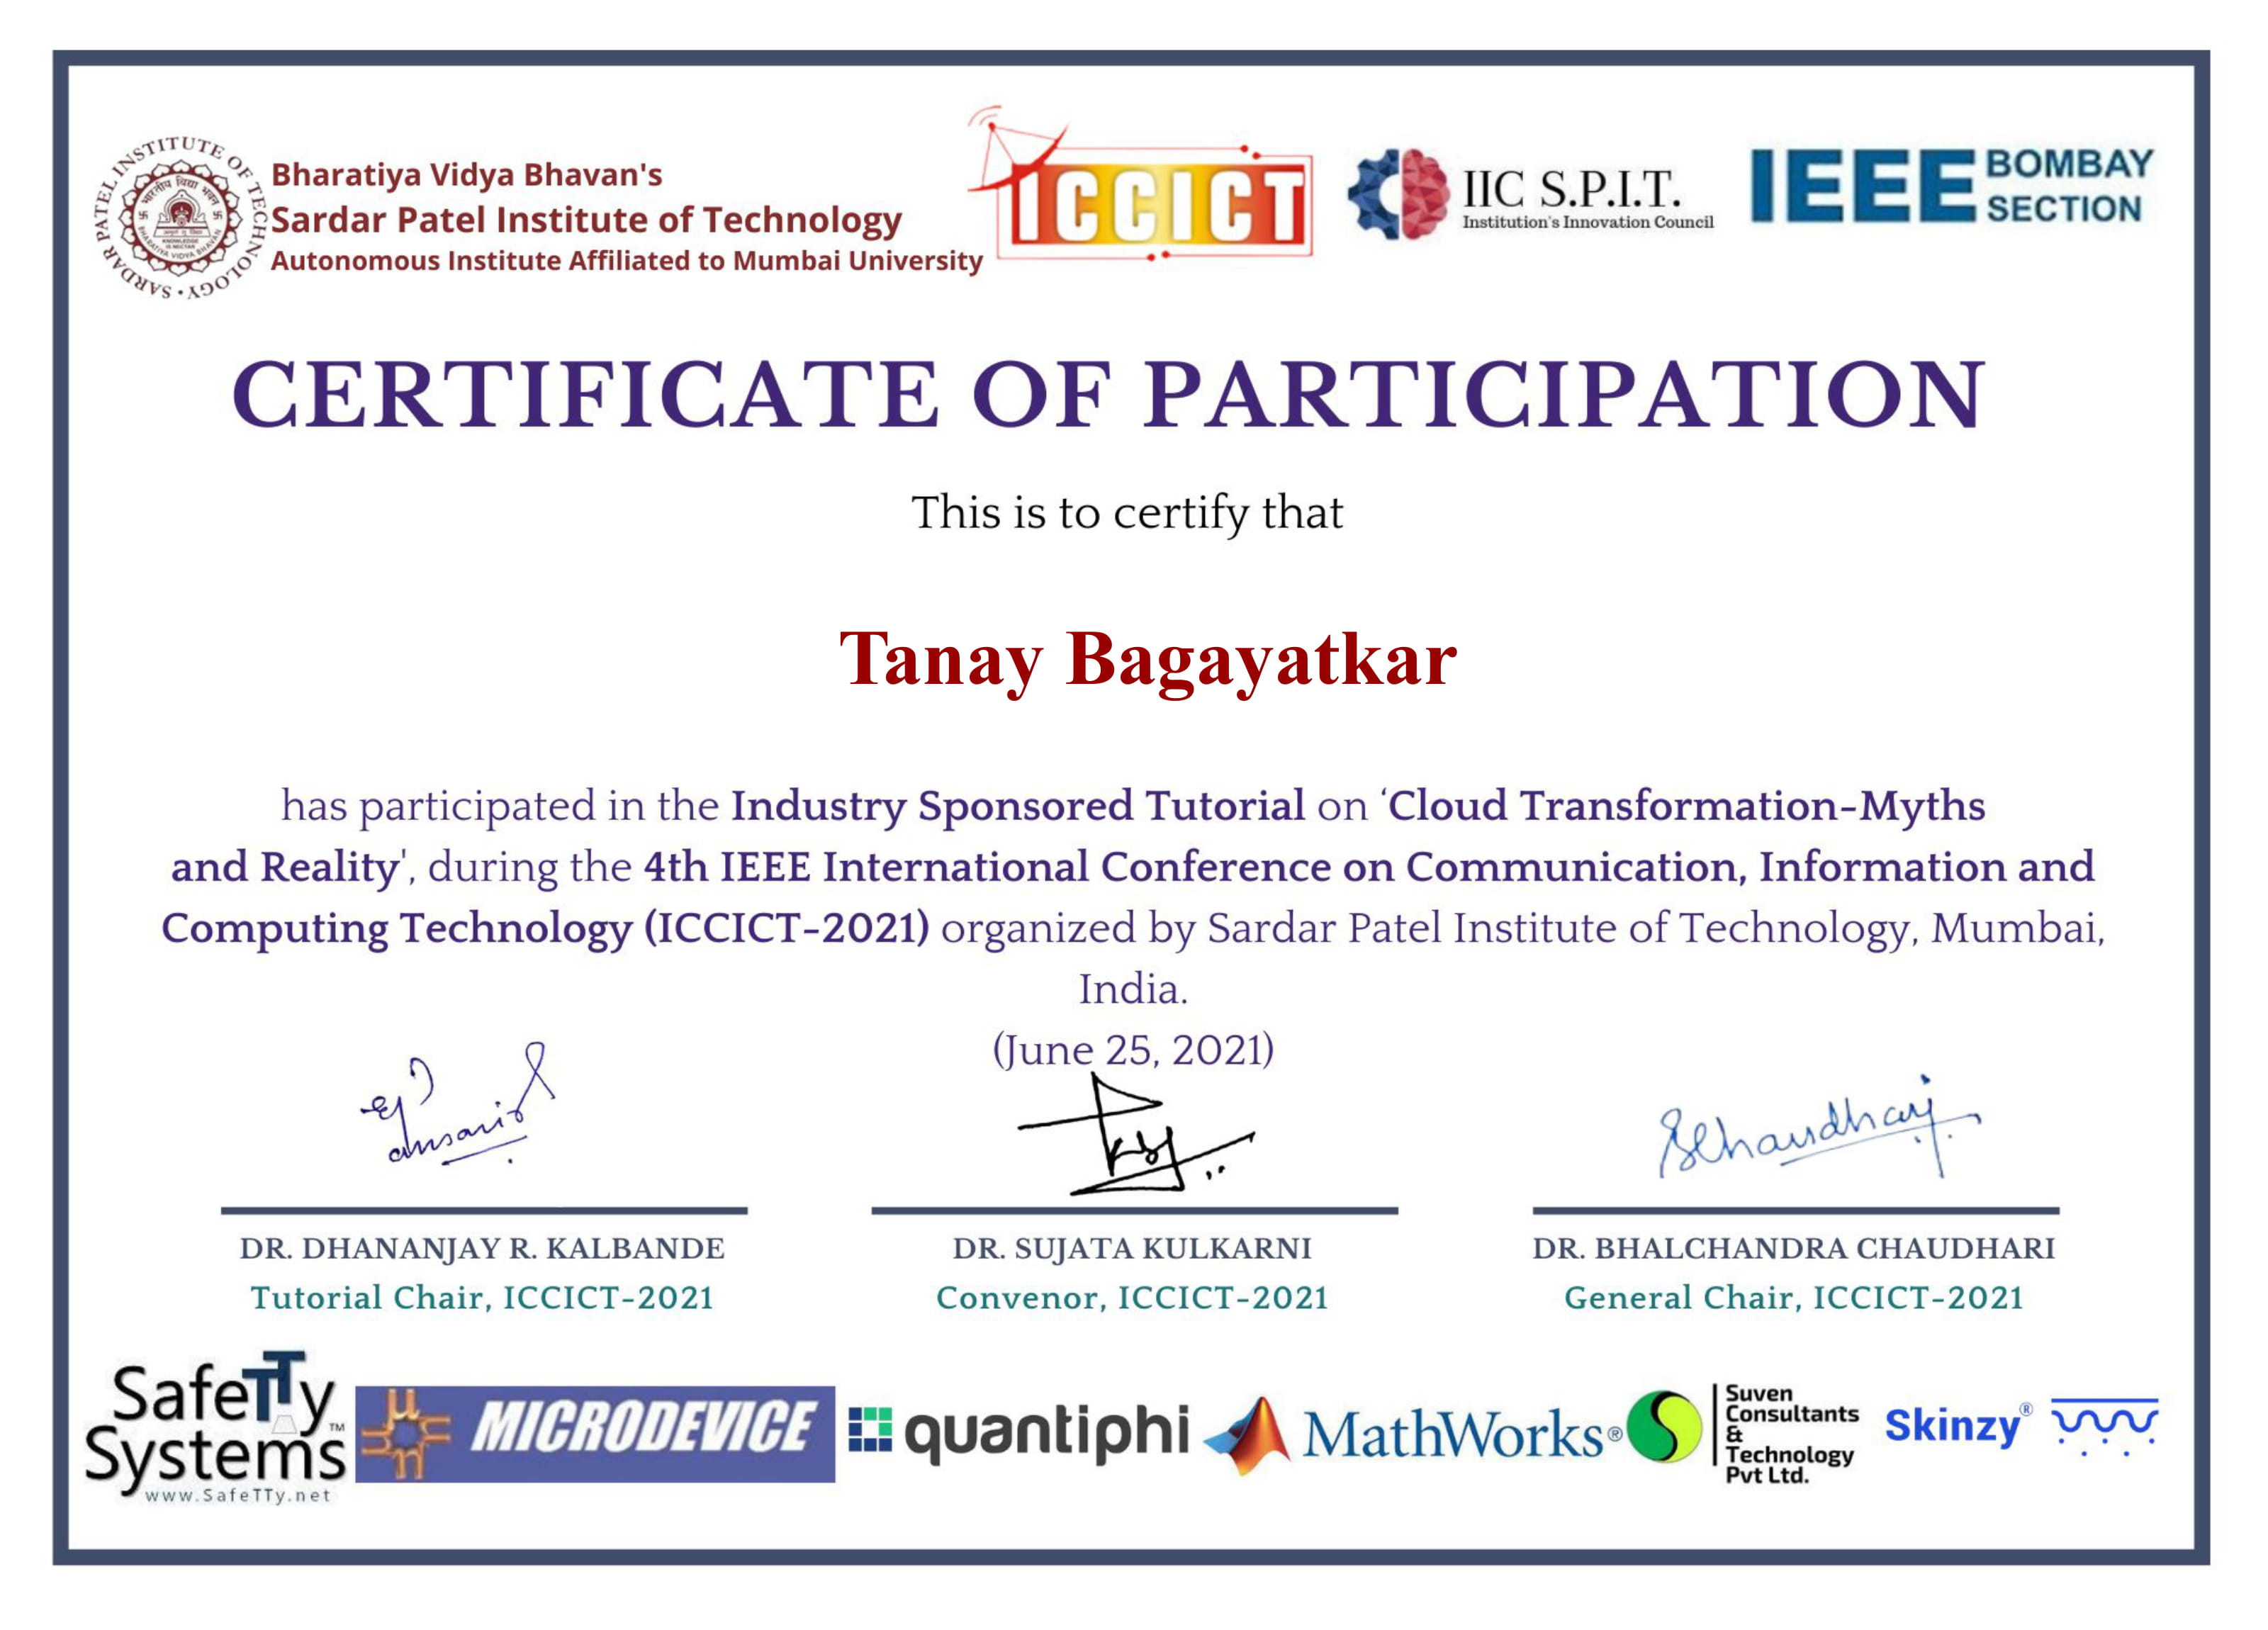 SARDAR PATEL INSTITUTE OF TECHNOLOGY
Bharatiya Vidya Bhavan's
Sardar Patel Institute of Technology
Autonomous Institute Affiliated to Mumbai University
ICCICT
IIC S.P.I.T.
Institution's Innovation Council
IEEE BOMBAY SECTION
CERTIFICATE OF PARTICIPATION
This is to certify that
Tanay Bagayatkar
has participated in the Industry Sponsored Tutorial on ‘Cloud Transformation-Myths
and Reality', during the 4th IEEE International Conference on Communication, Information and
Computing Technology (ICCICT-2021) organized by Sardar Patel Institute of Technology, Mumbai,
India.
(June 25, 2021)
DR. DHANANJAY R. KALBANDE
Tutorial Chair, ICCICT-2021
DR. SUJATA KULKARNI
Convenor, ICCICT-2021
DR. BHALCHANDRA CHAUDHARI
General Chair, ICCICT-2021
SafeTTy
Systems™
www.SafeTTy.net
MICRODEVICE
quantiphi
MathWorks®
Suven
Consultants
&
Technology
Pvt Ltd.
Skinzy®